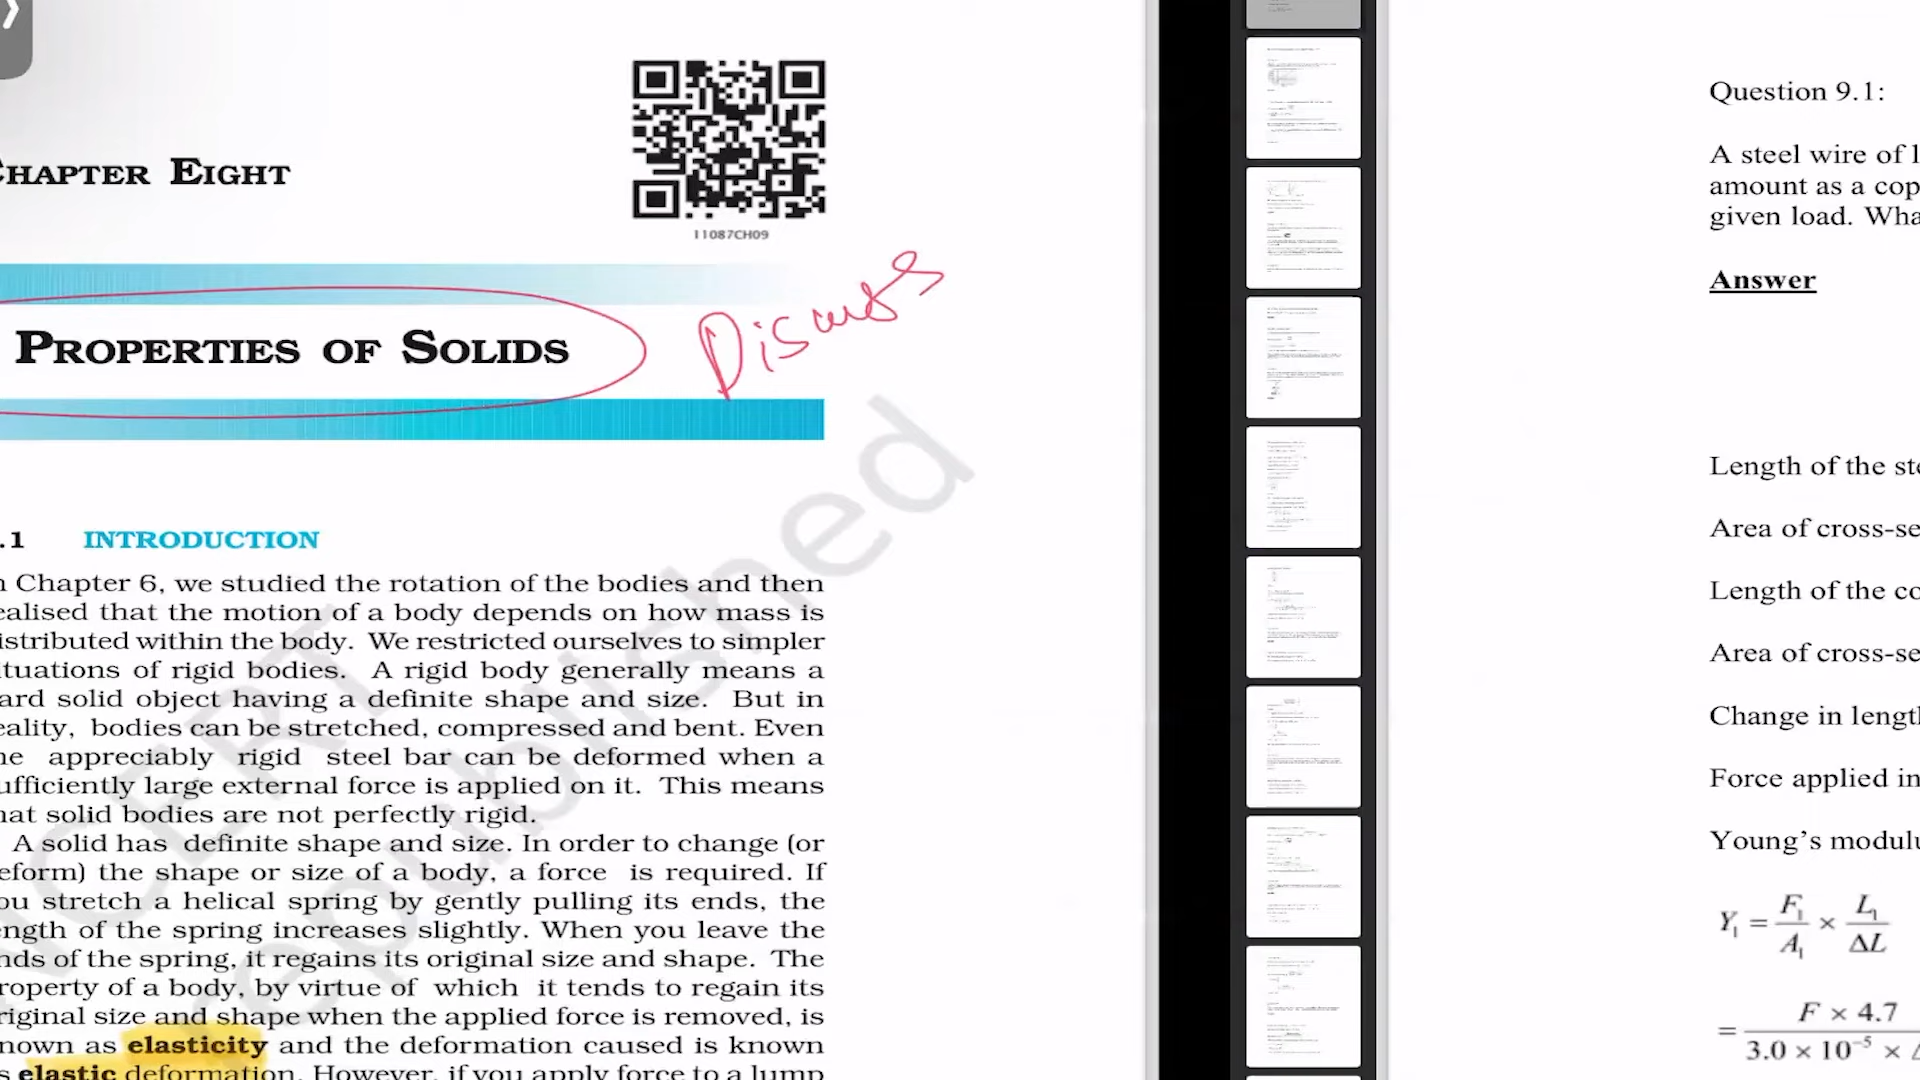 CHAPTER EIGHT
11087CH09
PROPERTIES OF SOLIDS
Discuss
.1 INTRODUCTION
Chapter 6, we studied the rotation of the bodies and then
ealised that the motion of a body depends on how mass is
istributed within the body. We restricted ourselves to simpler
tuations of rigid bodies. A rigid body generally means a
ard solid object having a definite shape and size. But in
eality, bodies can be stretched, compressed and bent. Even
he appreciably rigid steel bar can be deformed when a
ufficiently large external force is applied on it. This means
hat solid bodies are not perfectly rigid.
A solid has definite shape and size. In order to change (or
eform) the shape or size of a body, a force is required. If
ou stretch a helical spring by gently pulling its ends, the
ength of the spring increases slightly. When you leave the
nds of the spring, it regains its original size and shape. The
roperty of a body, by virtue of which it tends to regain its
riginal size and shape when the applied force is removed, is
nown as elasticity and the deformation caused is known
s elastic deformation. However, if you apply force to a lump
NCERT
republished
Question 9.1:
A steel wire of l
amount as a cop
given load. Wha
Answer
Length of the ste
Area of cross-se
Length of the co
Area of cross-se
Change in length
Force applied in
Young's modulu
Y₁ = F₁/A₁ × L₁/ΔL
= F × 4.7 / 3.0 × 10⁻⁵ × Δ